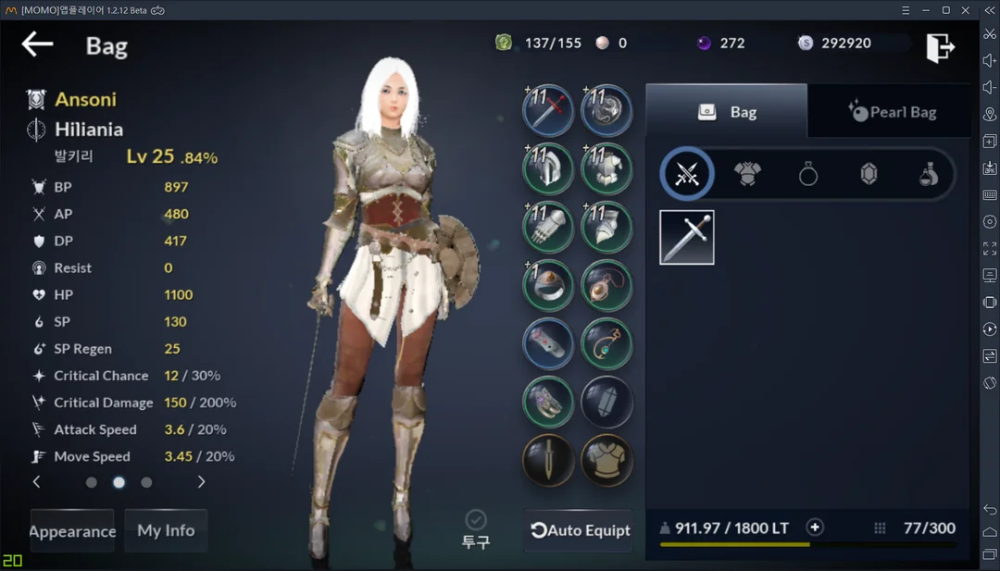 [MOMO]앱플레이어 1.2.12 Beta
Bag
137/155
0
272
292920
Ansoni
Hiliania
발키리
Lv 25 .84%
BP 897
AP 480
DP 417
Resist 0
HP 1100
SP 130
SP Regen 25
Critical Chance 12 / 30%
Critical Damage 150 / 200%
Attack Speed 3.6 / 20%
Move Speed 3.45 / 20%
Appearance
My Info
투구
+11
+11
+11
+11
+11
+11
+1
Auto Equipt
Bag
Pearl Bag
911.97 / 1800 LT
77/300
20